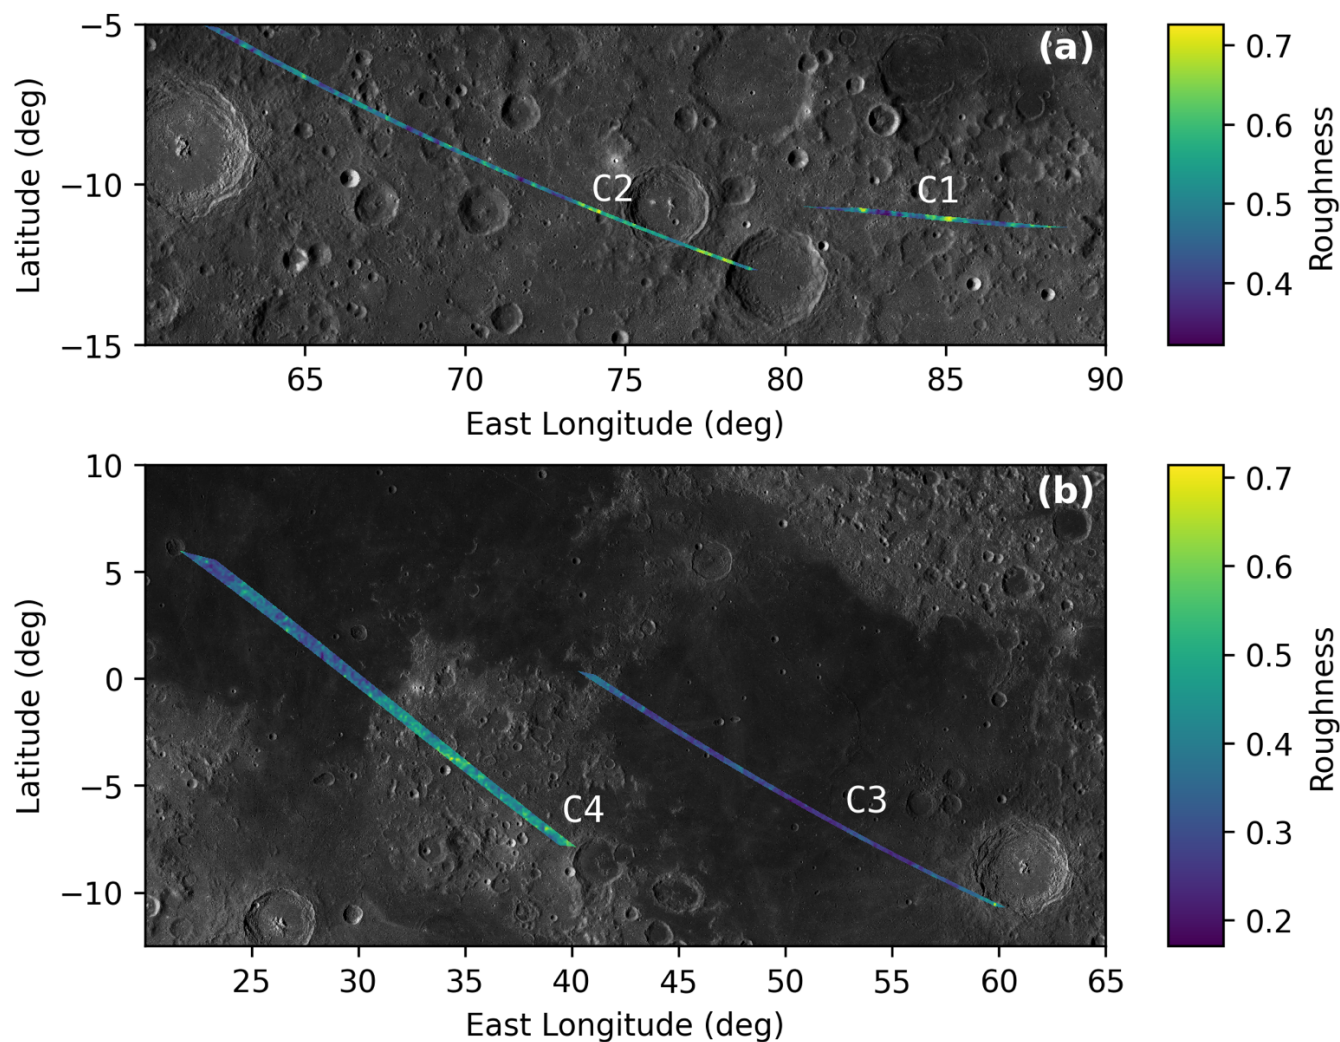 (a)
−5
−10
−15
Latitude (deg)
C2
C1
65 70 75 80 85 90
East Longitude (deg)
0.7
0.6
0.5
0.4
Roughness
(b)
10
5
0
−5
−10
Latitude (deg)
C4
C3
25 30 35 40 45 50 55 60 65
East Longitude (deg)
0.7
0.6
0.5
0.4
0.3
0.2
Roughness